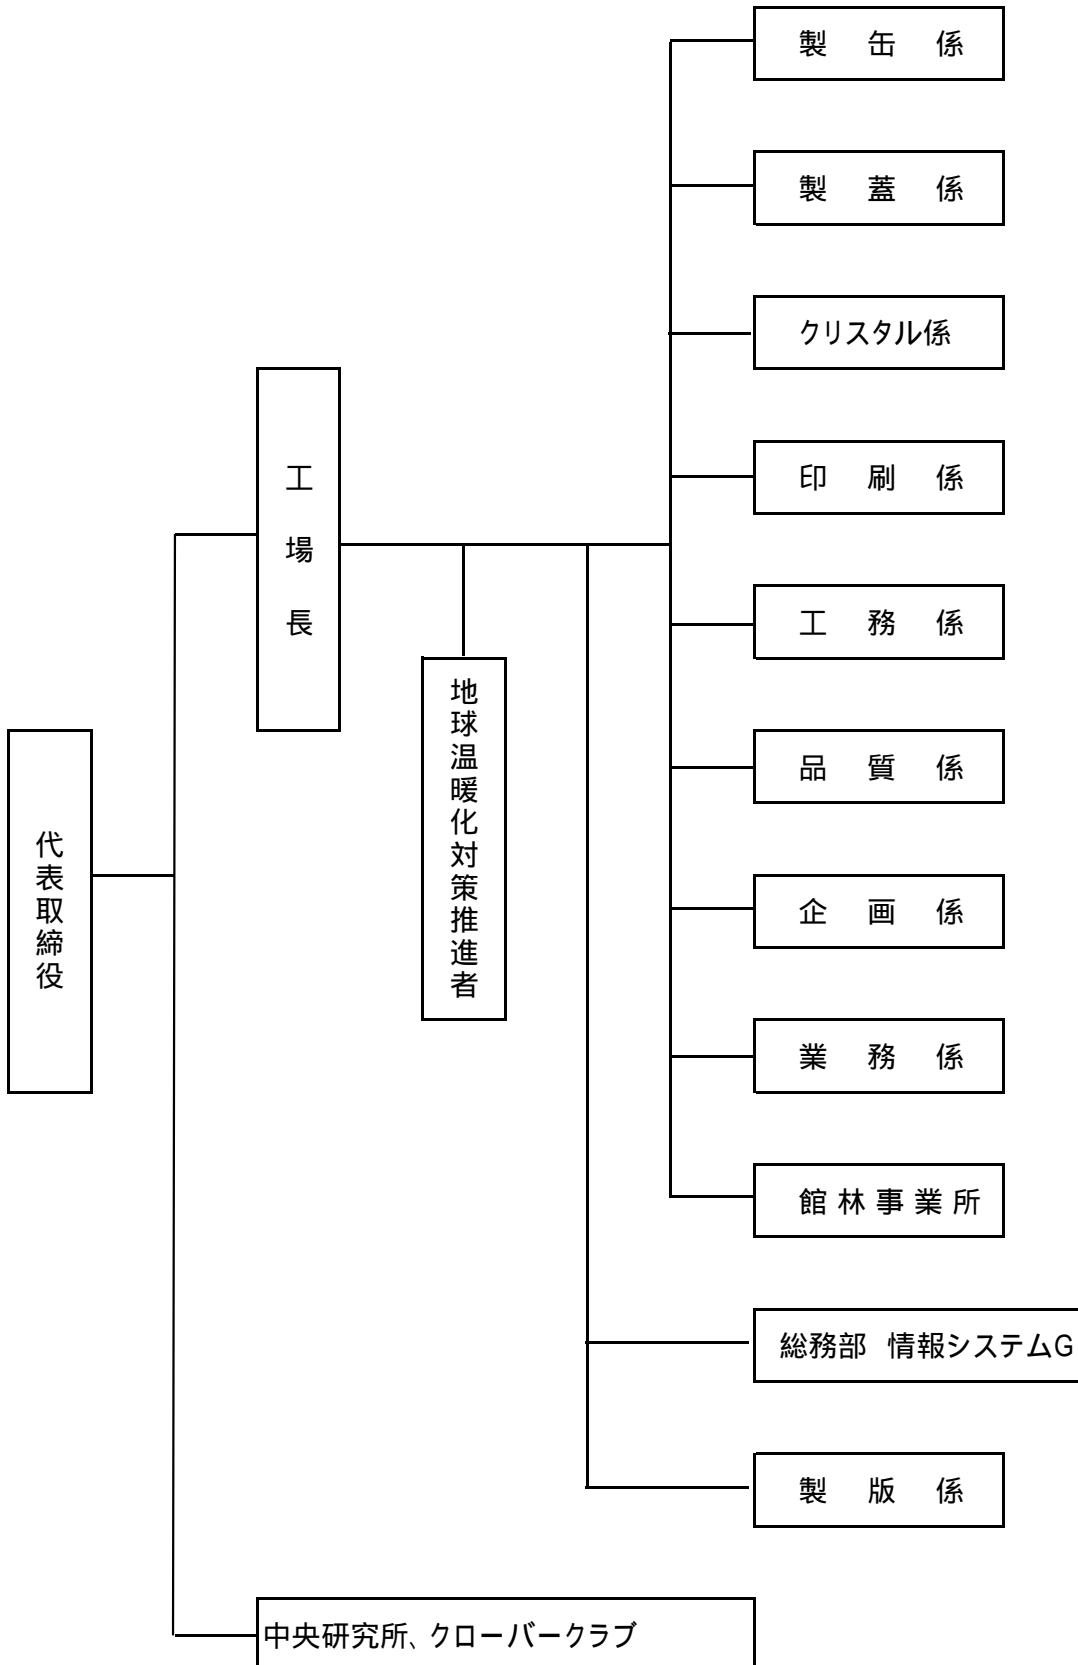 製 缶 係
製 蓋 係
クリスタル係
印 刷 係
工 務 係
品 質 係
企 画 係
業 務 係
館 林 事 業 所
総務部 情報システムG
製 版 係
工場長
地球温暖化対策推進者
代表取締役
中央研究所、クローバークラブ